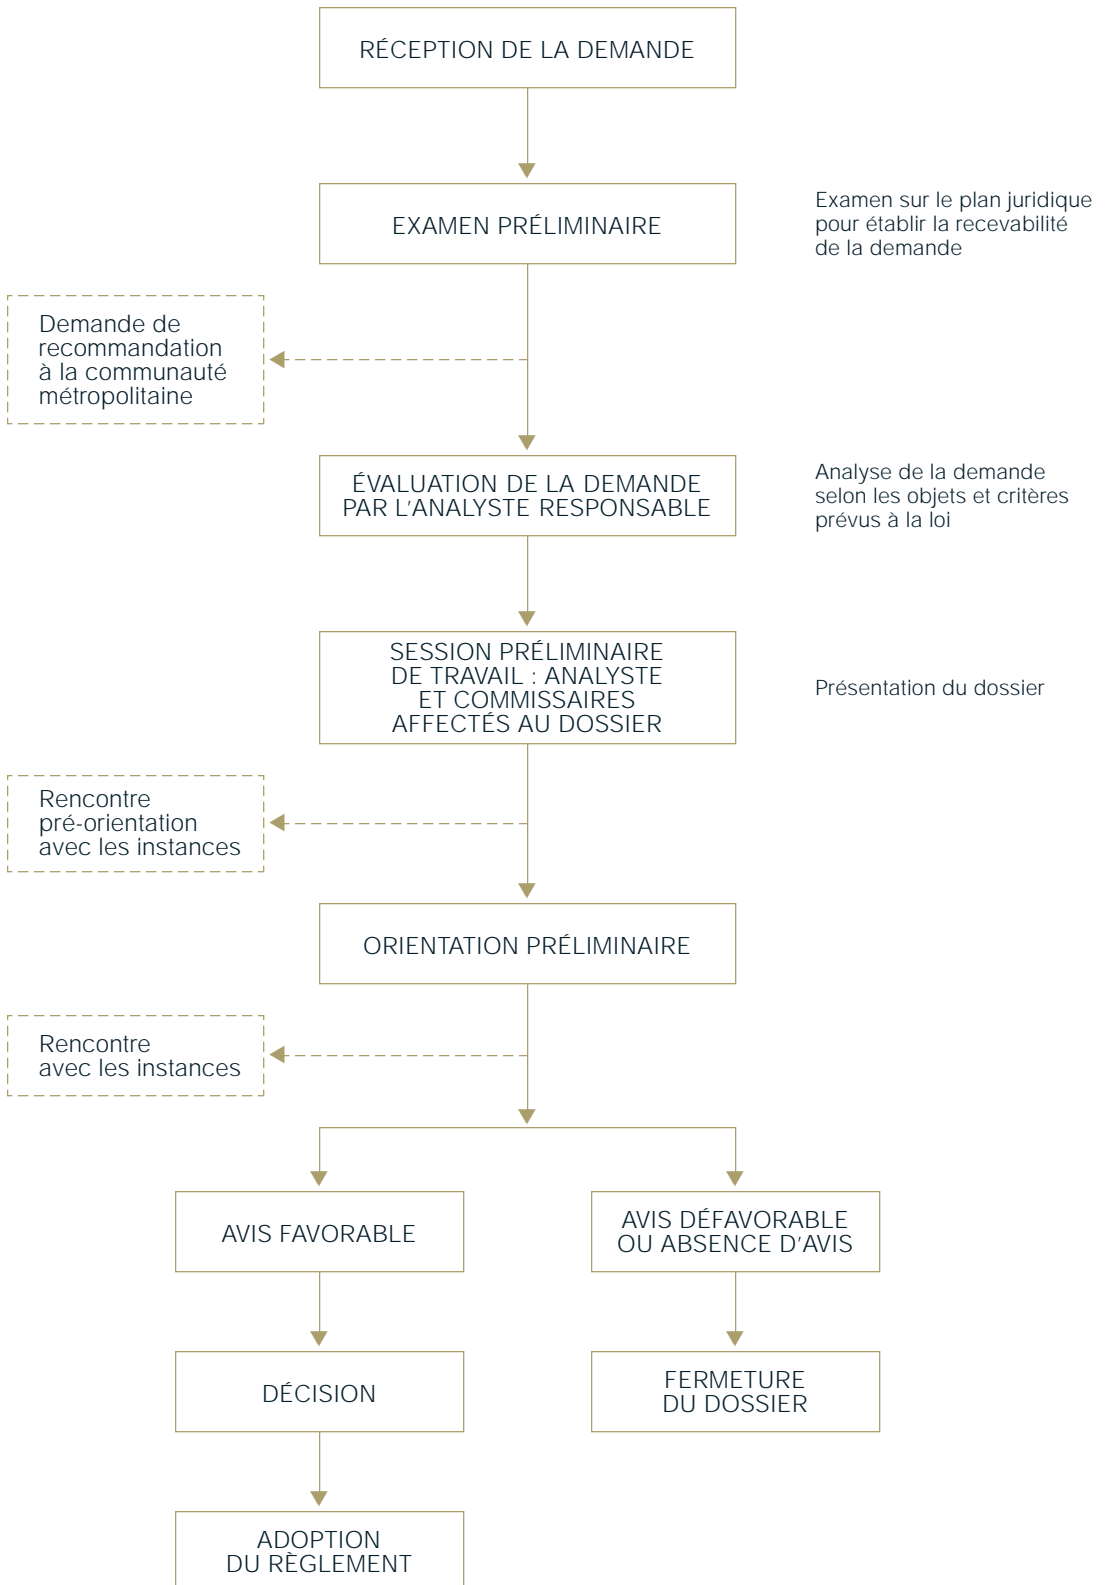 RÉCEPTION DE LA DEMANDE
EXAMEN PRÉLIMINAIRE
Examen sur le plan juridique
pour établir la recevabilité
de la demande
Demande de
recommandation
à la communauté
métropolitaine
ÉVALUATION DE LA DEMANDE
PAR L'ANALYSTE RESPONSABLE
Analyse de la demande
selon les objets et critères
prévus à la loi
SESSION PRÉLIMINAIRE
DE TRAVAIL : ANALYSTE
ET COMMISSAIRES
AFFECTÉS AU DOSSIER
Présentation du dossier
Rencontre
pré-orientation
avec les instances
ORIENTATION PRÉLIMINAIRE
Rencontre
avec les instances
AVIS FAVORABLE
AVIS DÉFAVORABLE
OU ABSENCE D'AVIS
DÉCISION
FERMETURE
DU DOSSIER
ADOPTION
DU RÈGLEMENT